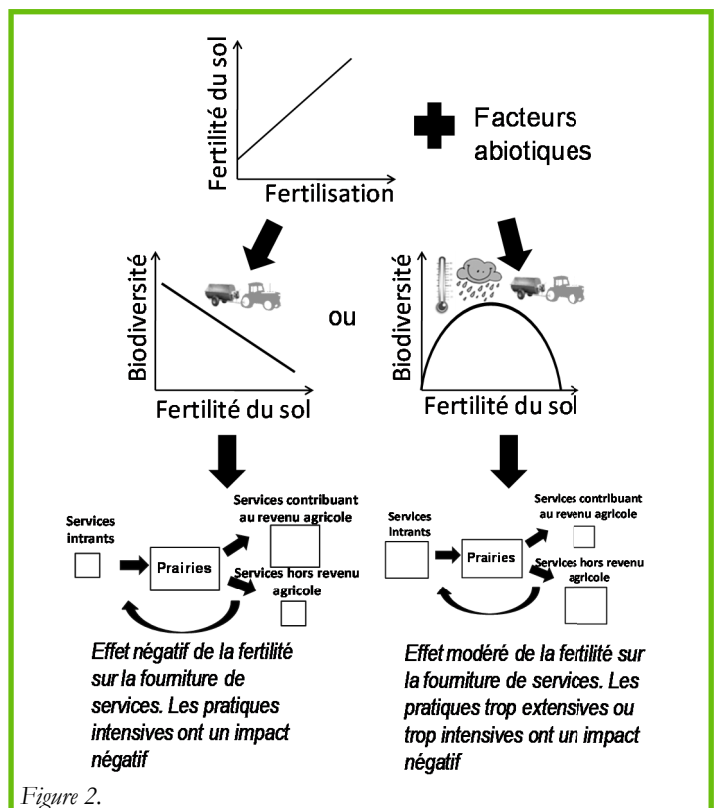 Fertilité du sol
Fertilisation
Facteurs
abiotiques
Biodiversité
Fertilité du sol
ou
Biodiversité
Fertilité du sol
Services
intrants
Prairies
Services contribuant
au revenu agricole
Services hors revenu
agricole
Effet négatif de la fertilité
sur la fourniture de
services. Les pratiques
intensives ont un impact
négatif
Services
intrants
Prairies
Services contribuant
au revenu agricole
Services hors revenu
agricole
Effet modéré de la fertilité sur
la fourniture de services. Les
pratiques trop extensives ou
trop intensives ont un impact
négatif
Figure 2.